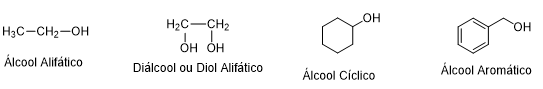 H₃C—CH₂—OH
H₂C—CH₂
OH OH
OH
OH
Álcool Alifático
Diálcool ou Diol Alifático
Álcool Cíclico
Álcool Aromático